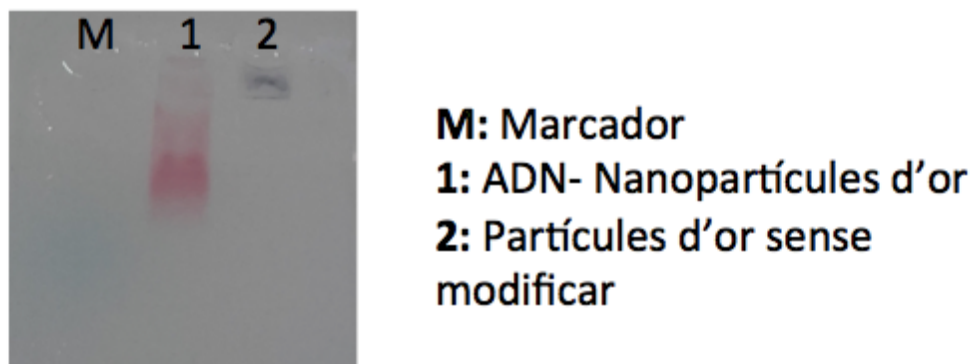 M 1 2
M: Marcador
1: ADN- Nanopartícules d'or
2: Partícules d'or sense
modificar